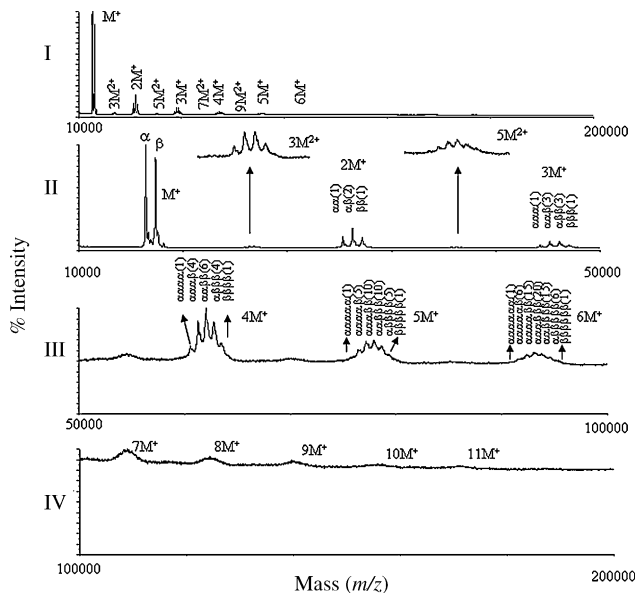 I
M⁺
3M²⁺
2M⁺
5M²⁺
3M⁺
7M²⁺
4M⁺
9M²⁺
5M⁺
6M⁺
10000 200000
II
α
β
M⁺
3M²⁺
2M⁺
αα(1)
αβ(2)
ββ(1)
5M²⁺
3M⁺
ααα(1)
ααβ(3)
αββ(3)
βββ(1)
10000 50000
% Intensity
III
αααα(1)
αααβ(4)
ααββ(6)
αβββ(4)
ββββ(1)
4M⁺
ααααα(1)
ααααβ(5)
αααββ(10)
ααβββ(10)
αββββ(5)
βββββ(1)
5M⁺
αααααα(1)
αααααβ(6)
ααααββ(15)
αααβββ(20)
ααββββ(15)
αβββββ(6)
ββββββ(1)
6M⁺
50000 100000
IV
7M⁺
8M⁺
9M⁺
10M⁺
11M⁺
100000 200000
Mass (m/z)